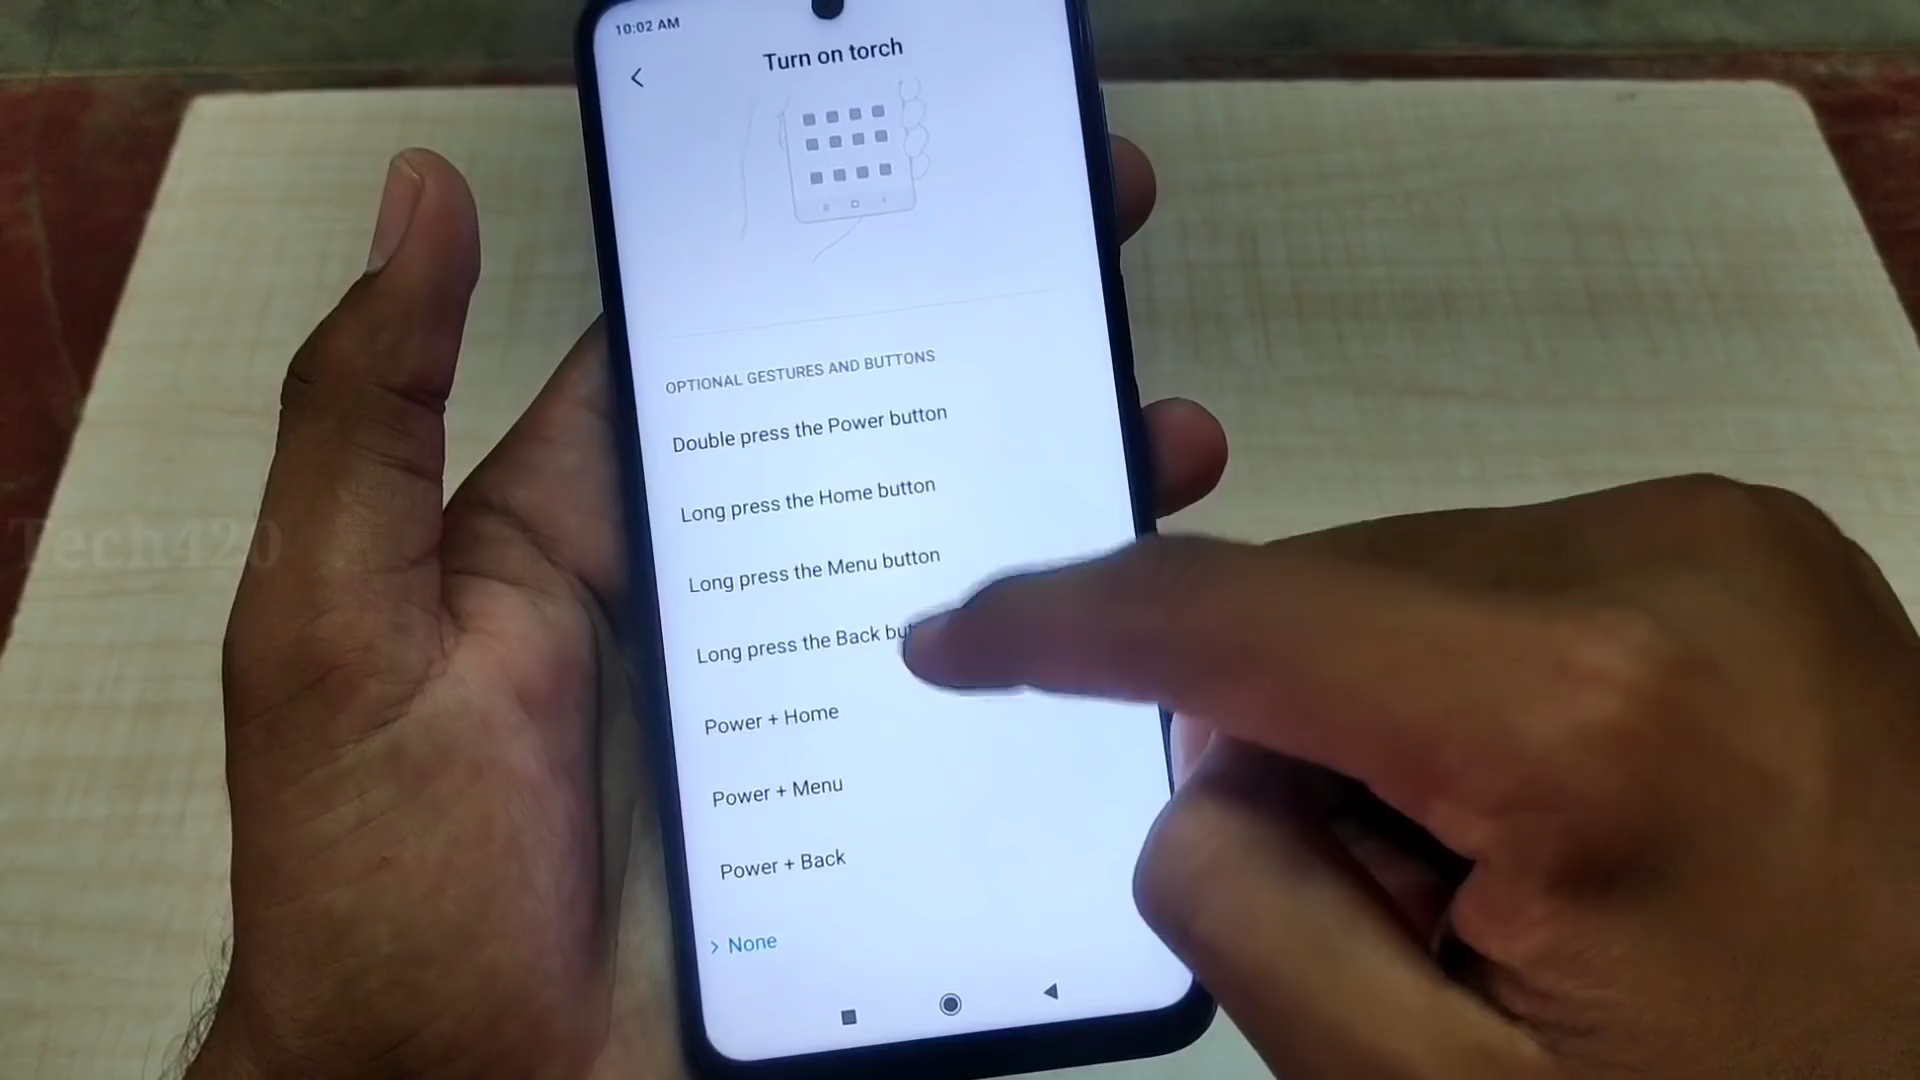 10:02 AM
Turn on torch
OPTIONAL GESTURES AND BUTTONS
Double press the Power button
Long press the Home button
Long press the Menu button
Long press the Back
Power + Home
Power + Menu
Power + Back
> None
Tech420